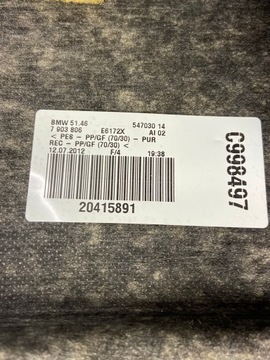 BMW 51.46 547030 14
7 903 806 E6172X AI 02
< PES - PP/GF (70/30) - PUR
REC - PP/GF (70/30) <
12.07.2012 F/4 19:38
20415891
C998497